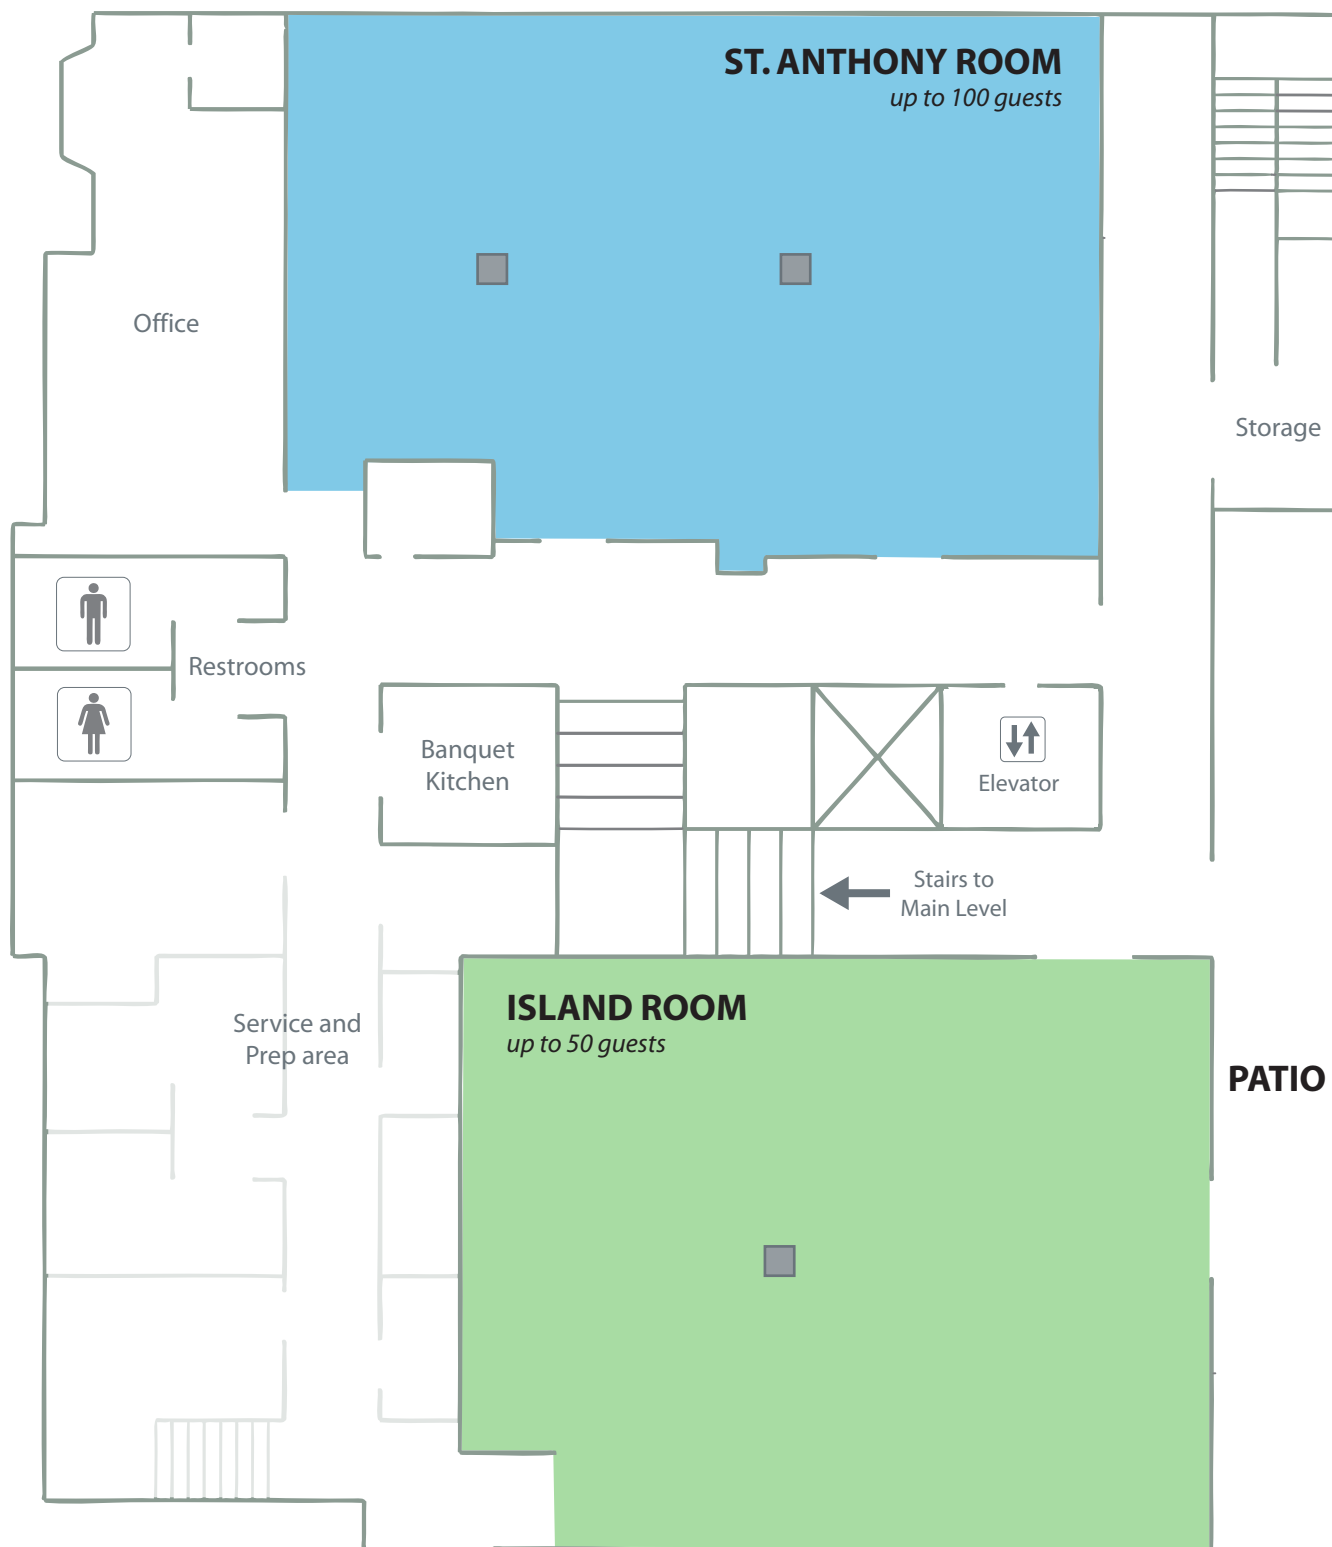 ST. ANTHONY ROOM
up to 100 guests
Office
Storage
Restrooms
Banquet
Kitchen
Elevator
Stairs to
Main Level
ISLAND ROOM
up to 50 guests
Service and
Prep area
PATIO